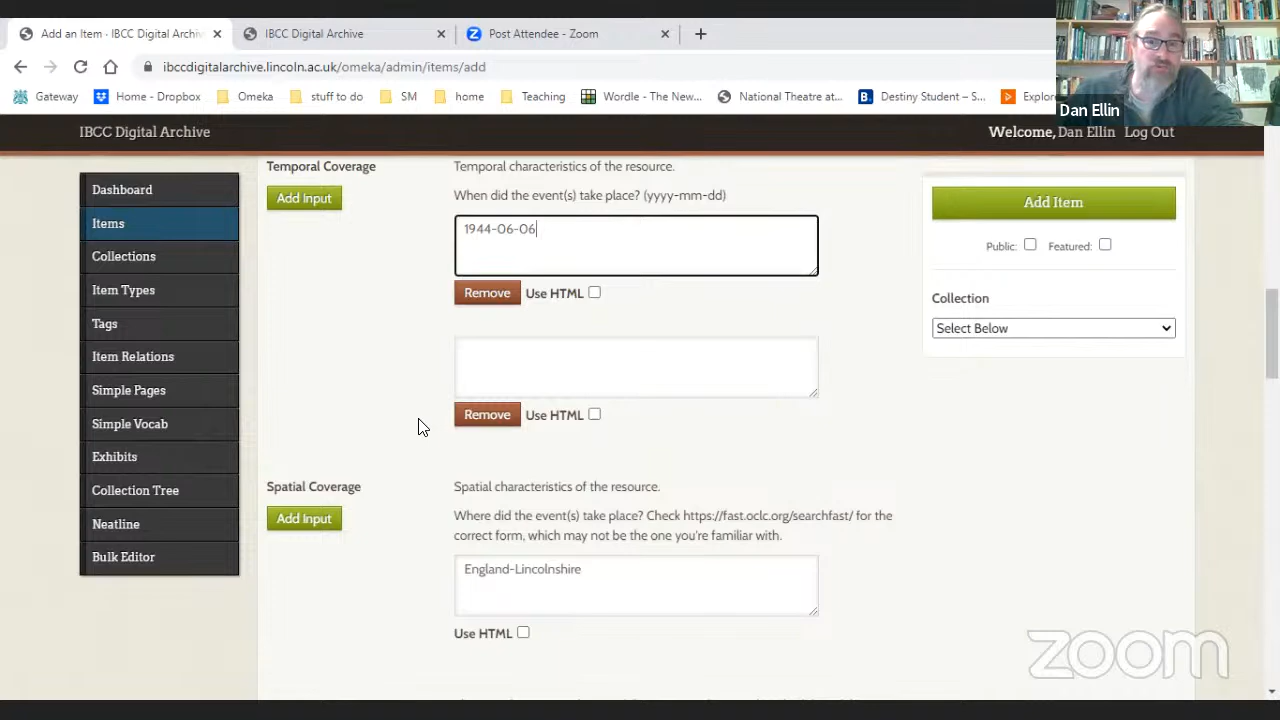 Add an Item · IBCC Digital Archiv
IBCC Digital Archive
Post Attendee - Zoom
ibccdigitalarchive.lincoln.ac.uk/omeka/admin/items/add
Gateway
Home - Dropbox
Omeka
stuff to do
SM
home
Teaching
Wordle - The New...
National Theatre at...
Destiny Student – S...
Explor
Dan Ellin
IBCC Digital Archive
Welcome, Dan Ellin Log Out
Dashboard
Items
Collections
Item Types
Tags
Item Relations
Simple Pages
Simple Vocab
Exhibits
Collection Tree
Neatline
Bulk Editor
Temporal Coverage
Add Input
Temporal characteristics of the resource.
When did the event(s) take place? (yyyy-mm-dd)
1944-06-06
Remove Use HTML
Remove Use HTML
Spatial Coverage
Add Input
Spatial characteristics of the resource.
Where did the event(s) take place? Check https://fast.oclc.org/searchfast/ for the
correct form, which may not be the one you're familiar with.
England-Lincolnshire
Use HTML
Add Item
Public: Featured:
Collection
Select Below
zoom